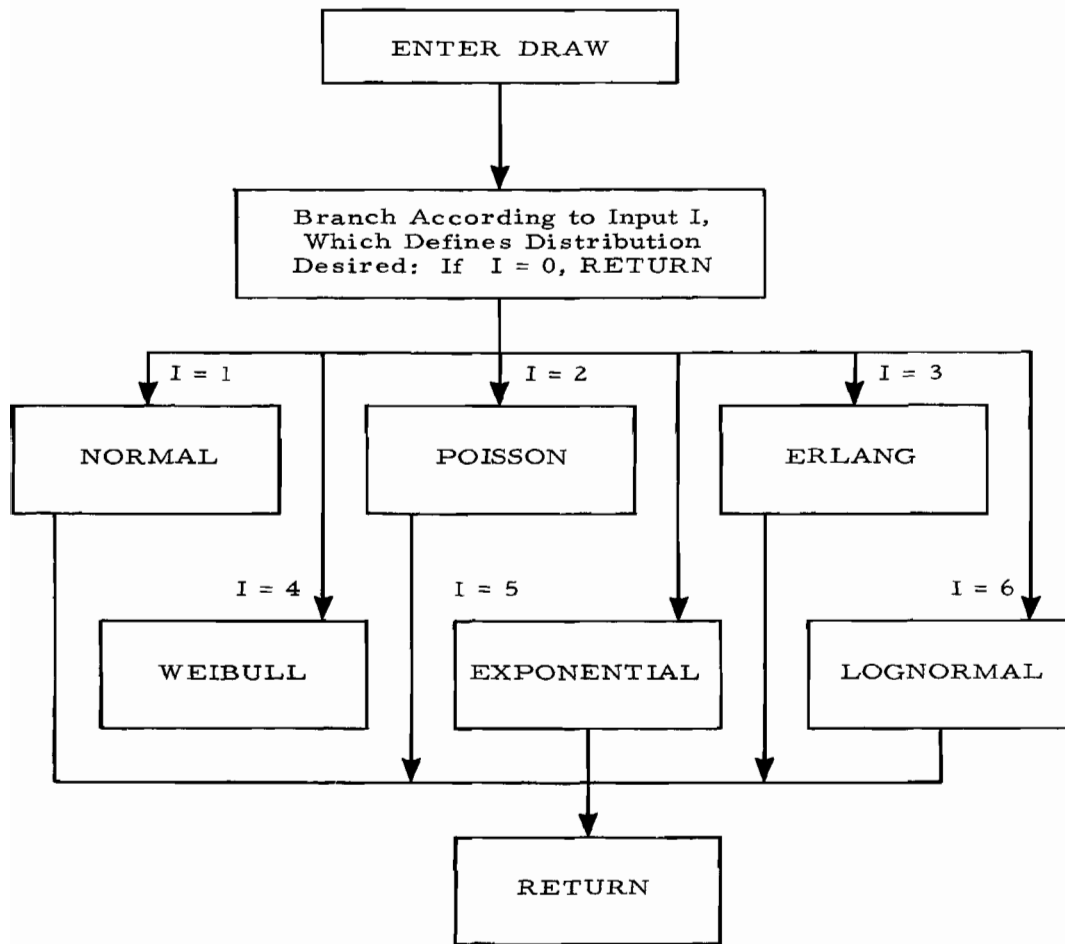 ENTER DRAW
Branch According to Input I,
Which Defines Distribution
Desired: If I = 0, RETURN
I = 1
I = 2
I = 3
NORMAL
POISSON
ERLANG
I = 4
I = 5
I = 6
WEIBULL
EXPONENTIAL
LOGNORMAL
RETURN